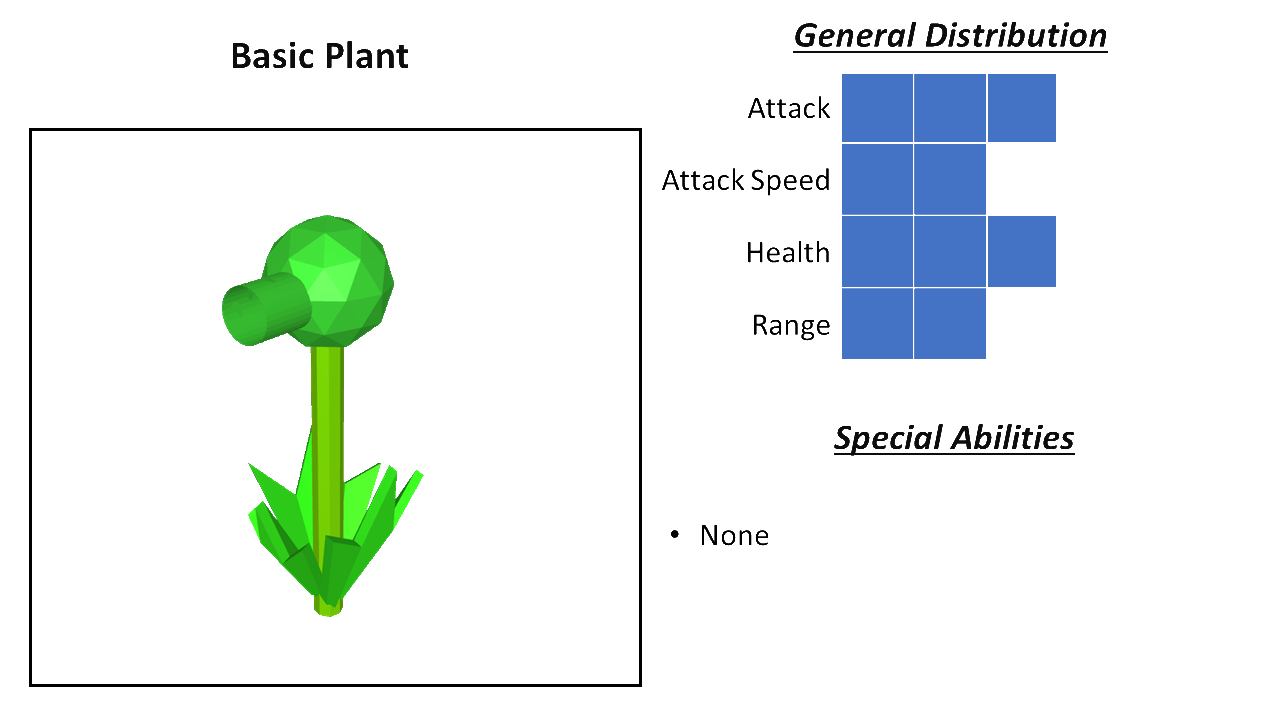 Basic Plant
General Distribution
Attack
Attack Speed
Health
Range
Special Abilities
• None